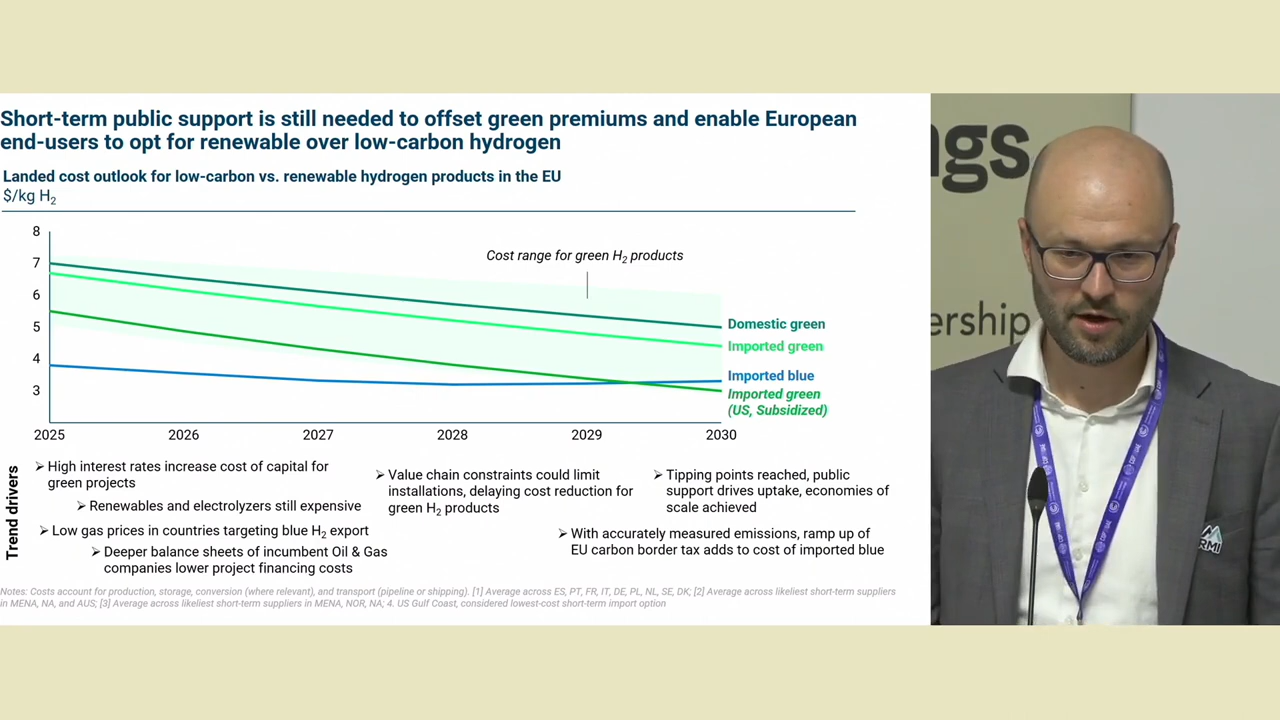 Short-term public support is still needed to offset green premiums and enable European
end-users to opt for renewable over low-carbon hydrogen
Landed cost outlook for low-carbon vs. renewable hydrogen products in the EU
$/kg H₂
8
7
6
5
4
3
Cost range for green H₂ products
Domestic green
Imported green
Imported blue
Imported green
(US, Subsidized)
2025 2026 2027 2028 2029 2030
Trend drivers
➢ High interest rates increase cost of capital for
green projects
➢ Renewables and electrolyzers still expensive
➢ Low gas prices in countries targeting blue H₂ export
➢ Deeper balance sheets of incumbent Oil & Gas
companies lower project financing costs
➢ Value chain constraints could limit
installations, delaying cost reduction for
green H₂ products
➢ Tipping points reached, public
support drives uptake, economies of
scale achieved
➢ With accurately measured emissions, ramp up of
EU carbon border tax adds to cost of imported blue
Notes: Costs account for production, storage, conversion (where relevant), and transport (pipeline or shipping). [1] Average across ES, PT, FR, IT, DE, PL, NL, SE, DK; [2] Average across likeliest short-term suppliers
in MENA, NA, and AUS; [3] Average across likeliest short-term suppliers in MENA, NOR, NA; 4. US Gulf Coast, considered lowest-cost short-term import option
ngs
ership
RMI